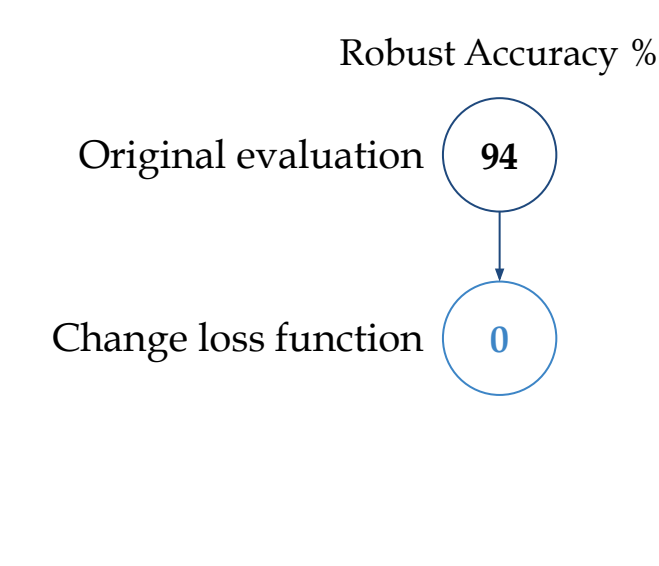 Robust Accuracy %
Original evaluation 94
Change loss function 0